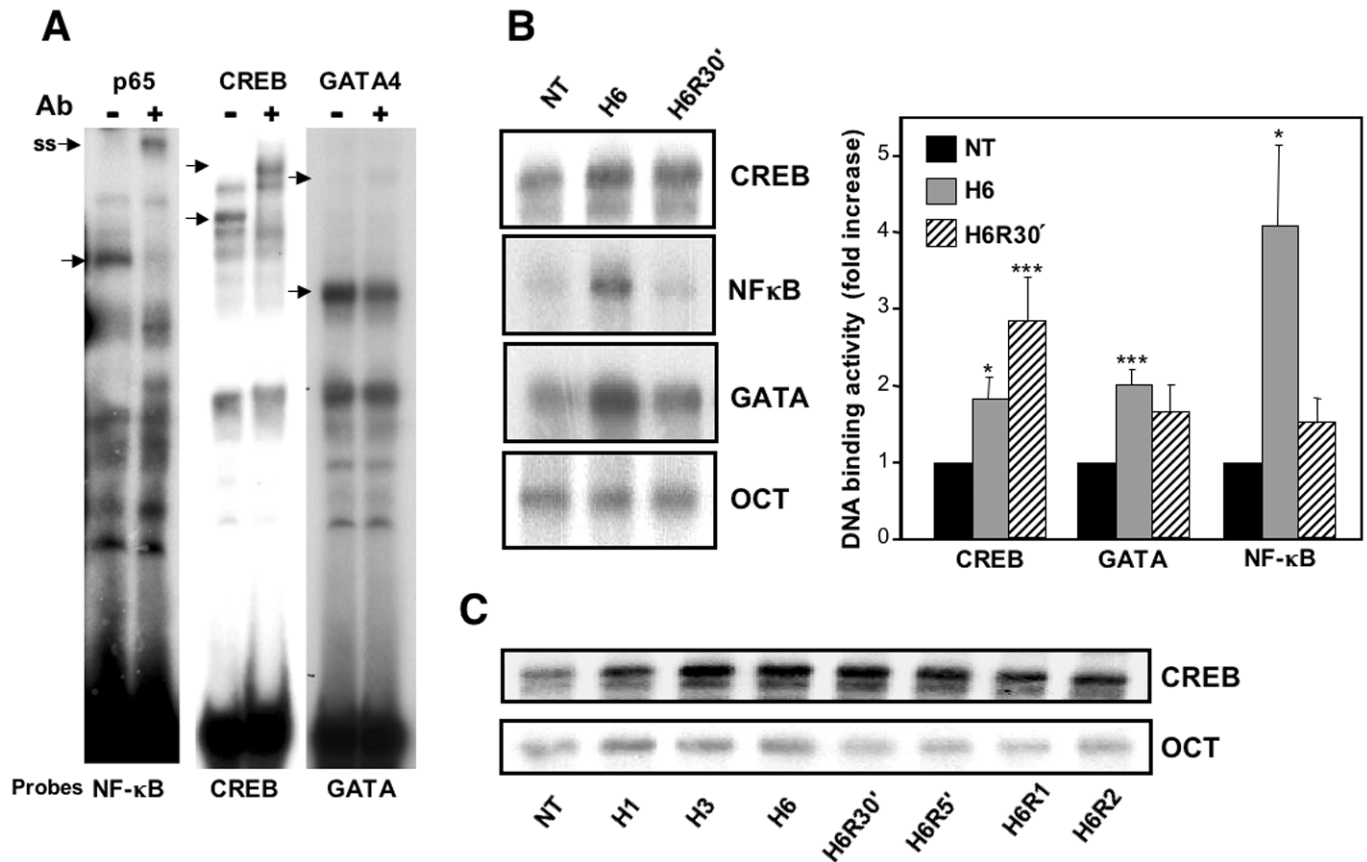 A
p65 CREB GATA4
Ab - + - + - +
ss
Probes NF-κB CREB GATA
B
NT H6 H6R30'
CREB
NFκB
GATA
OCT
DNA binding activity (fold increase)
5
4
3
2
1
0
NT
H6
H6R30′
* *** *** *
CREB GATA NF-κB
C
CREB
OCT
NT H1 H3 H6 H6R30' H6R5' H6R1 H6R2